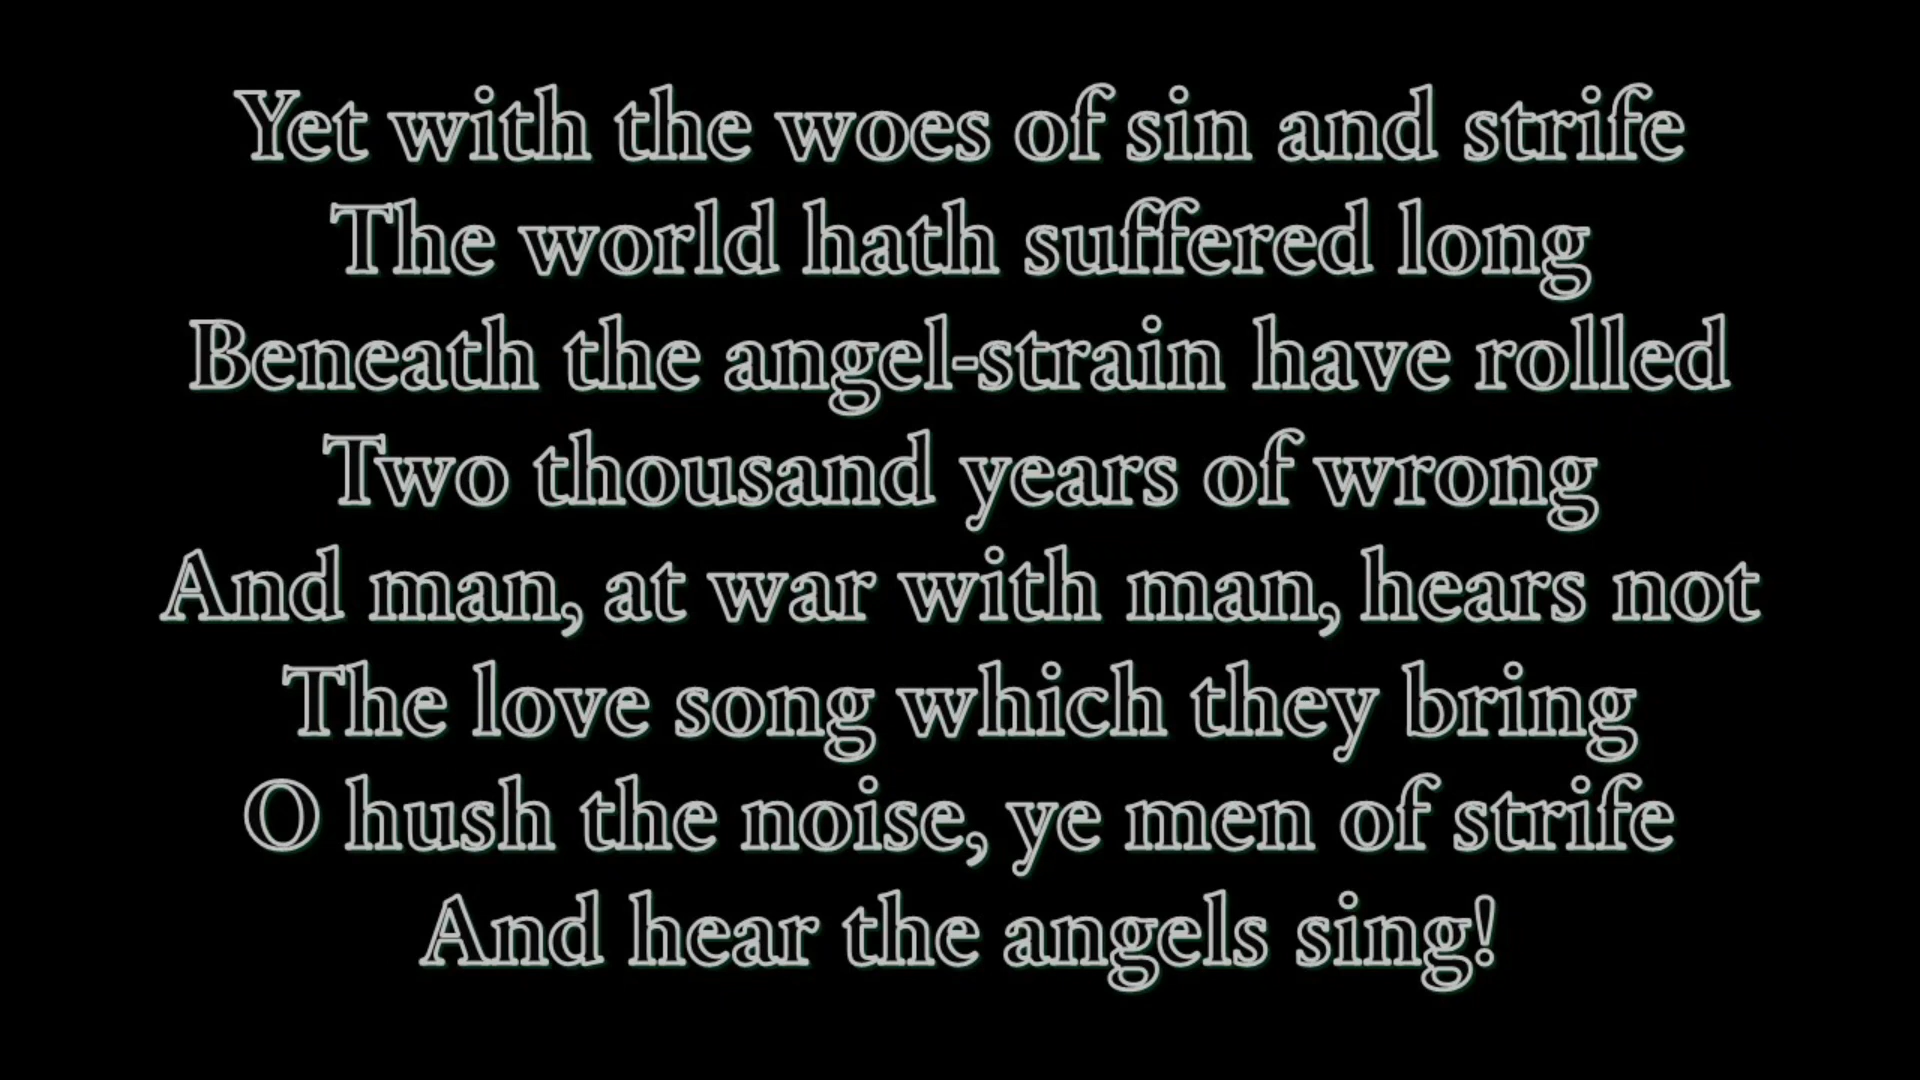 Yet with the woes of sin and strife
The world hath suffered long
Beneath the angel-strain have rolled
Two thousand years of wrong
And man, at war with man, hears not
The love song which they bring
O hush the noise, ye men of strife
And hear the angels sing!